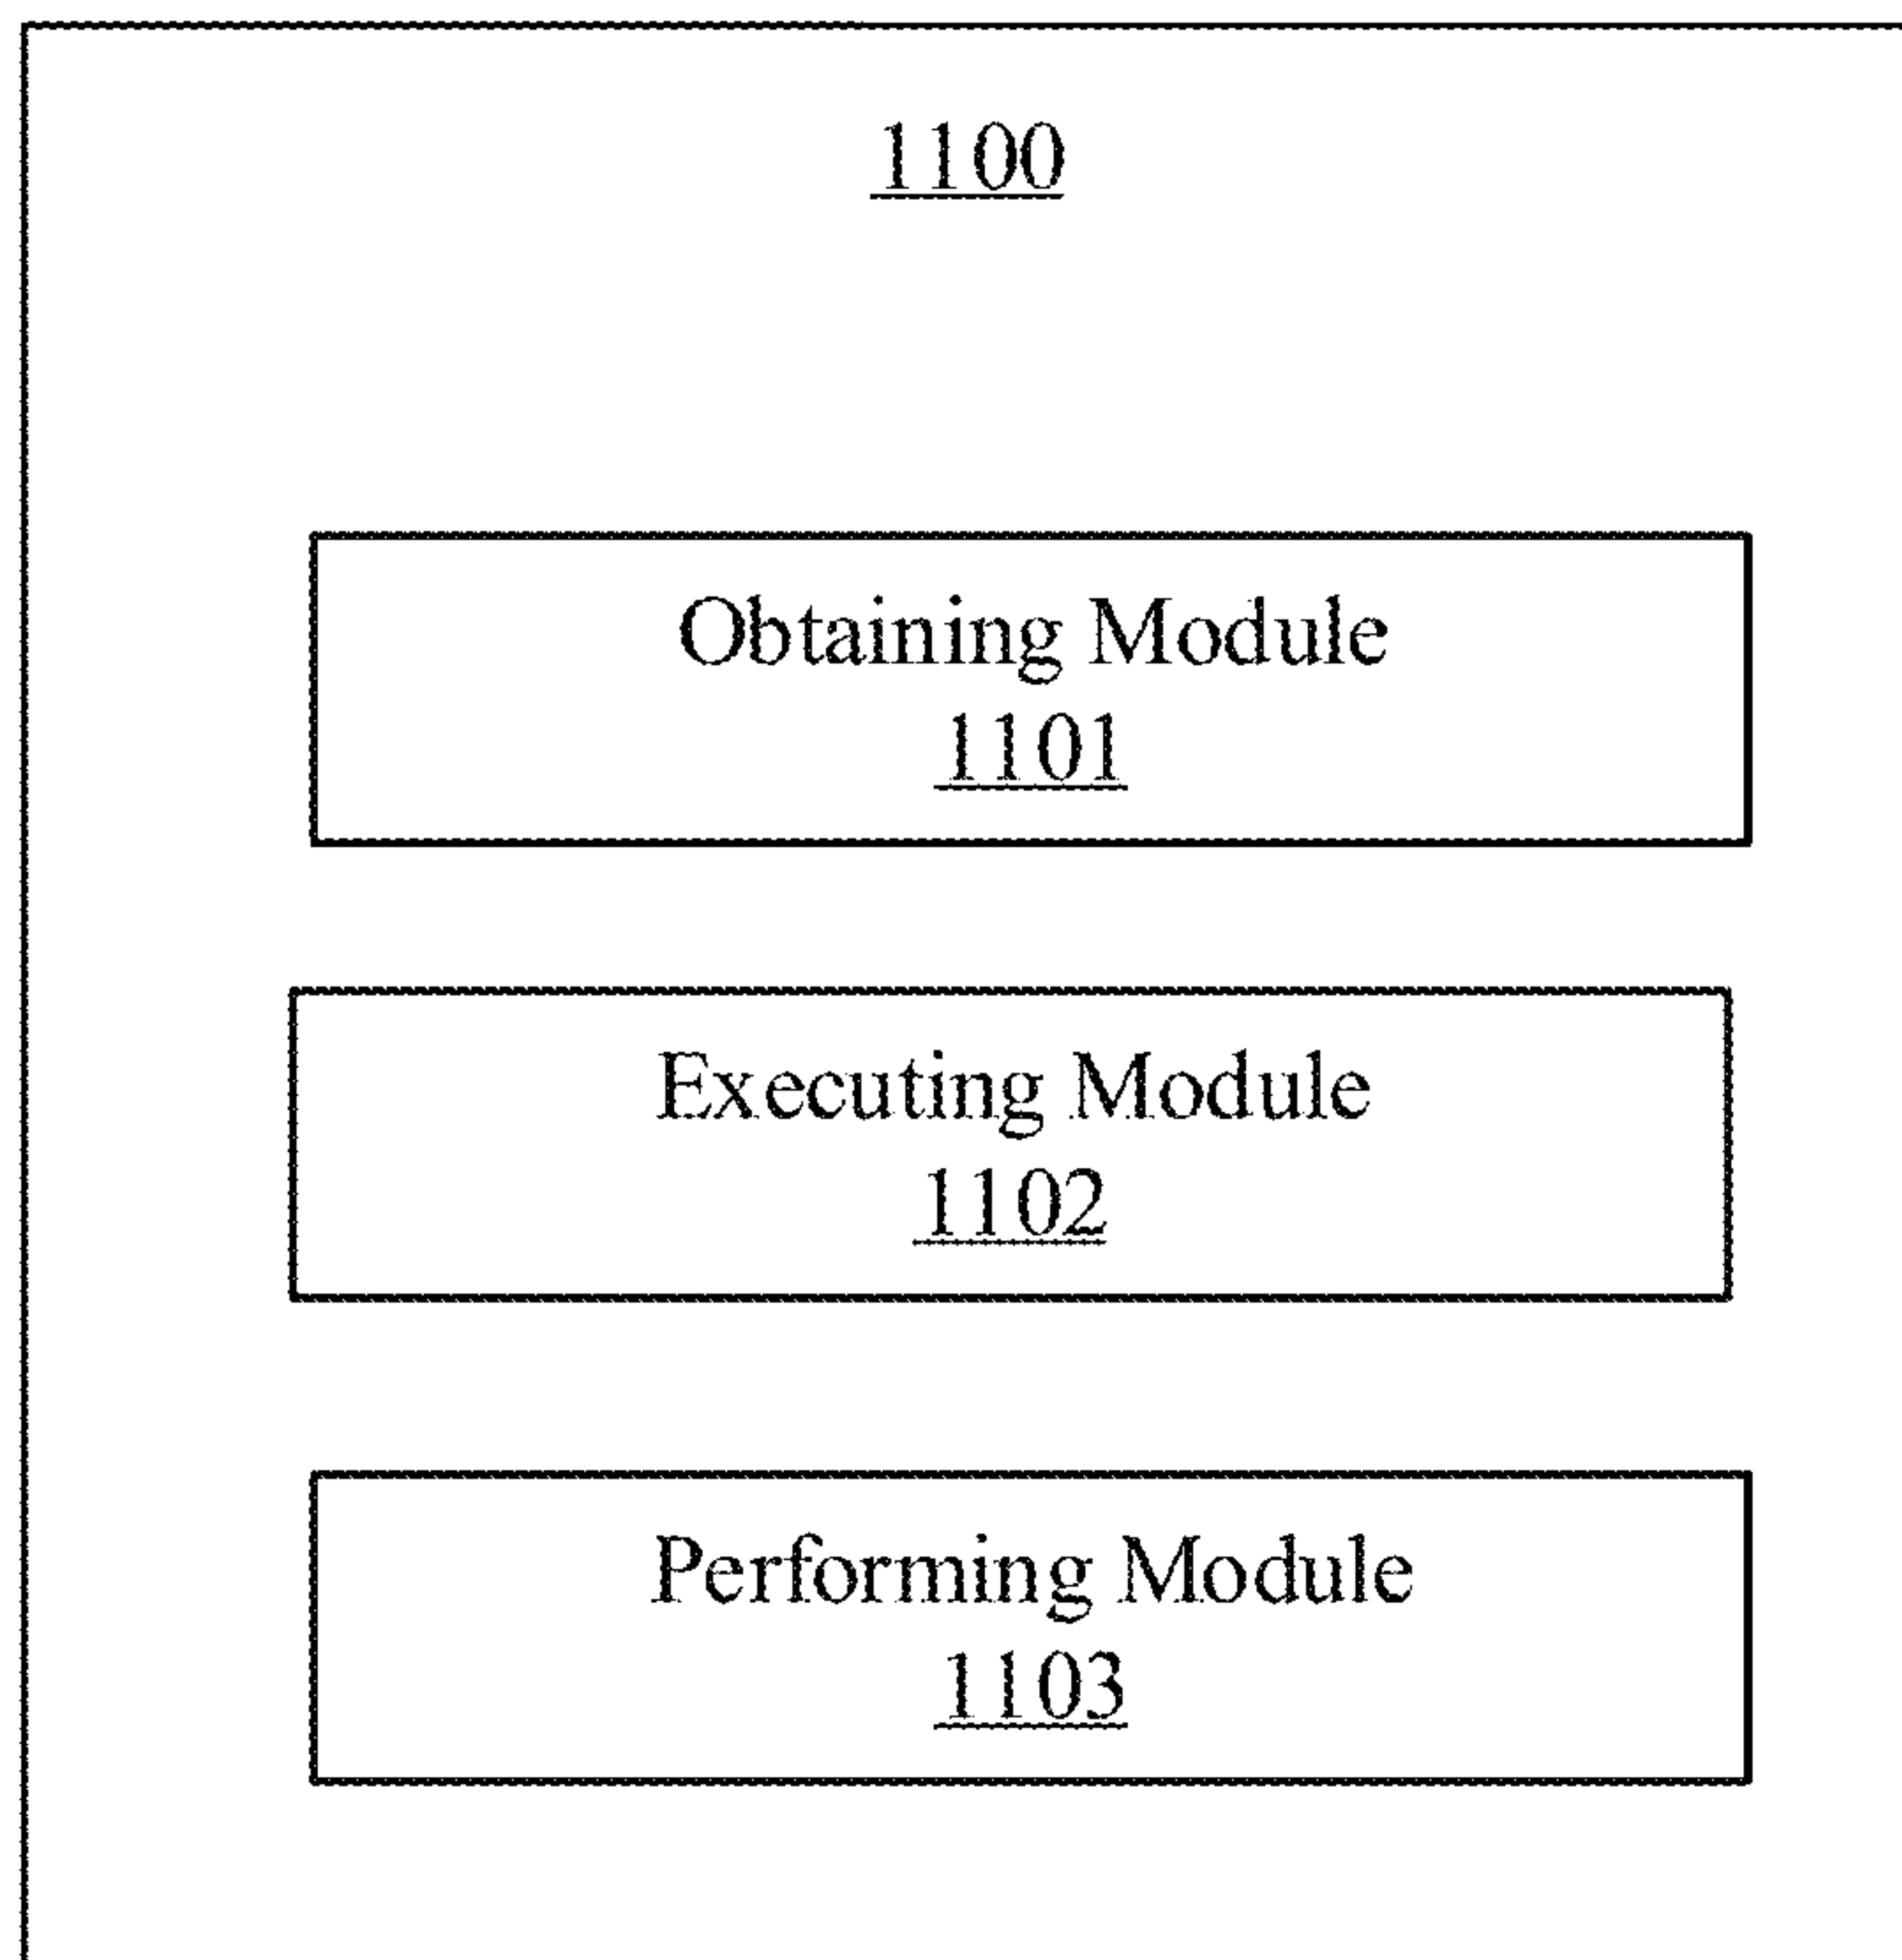 1100
Obtaining Module
1101
Executing Module
1102
Performing Module
1103